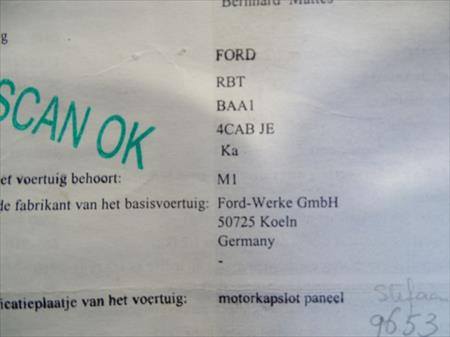 Bernhard Mattes
g
FORD
RBT
BAA1
SCAN OK
4CAB JE
Ka
et voertuig behoort: M1
de fabrikant van het basisvoertuig: Ford-Werke GmbH
50725 Koeln
Germany
-
icatieplaatje van het voertuig: motorkapslot paneel
Stefaan
9653